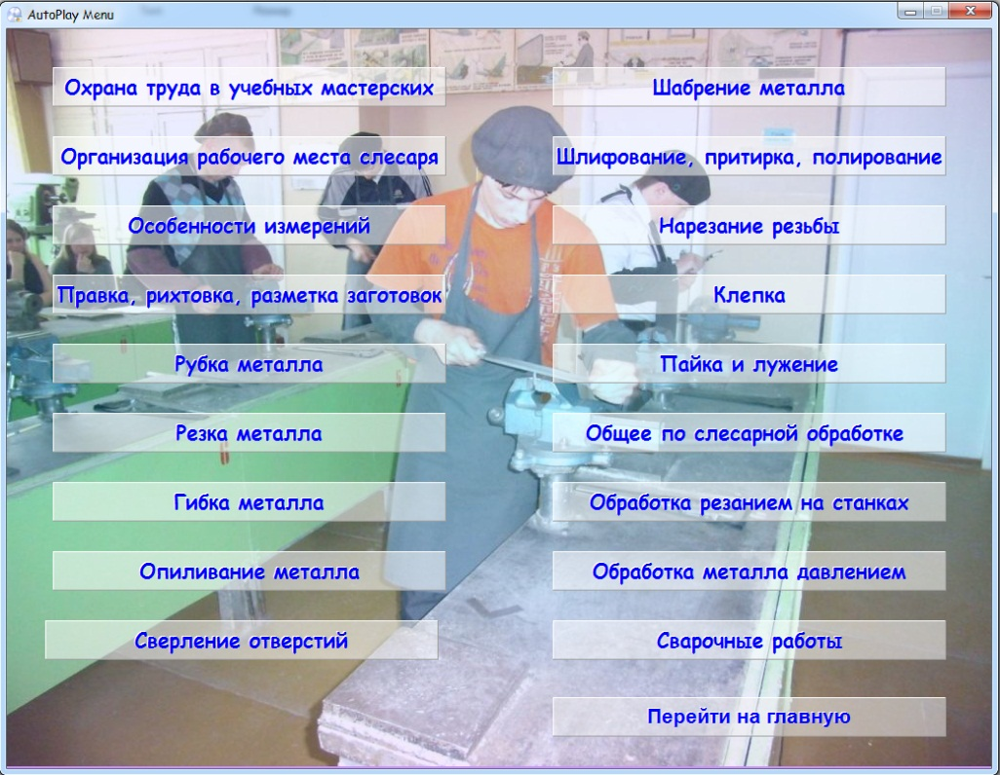 AutoPlay Menu
Охрана труда в учебных мастерских
Организация рабочего места слесаря
Особенности измерений
Правка, рихтовка, разметка заготовок
Рубка металла
Резка металла
Гибка металла
Опиливание металла
Сверление отверстий
Шабрение металла
Шлифование, притирка, полирование
Нарезание резьбы
Клепка
Пайка и лужение
Общее по слесарной обработке
Обработка резанием на станках
Обработка металла давлением
Сварочные работы
Перейти на главную